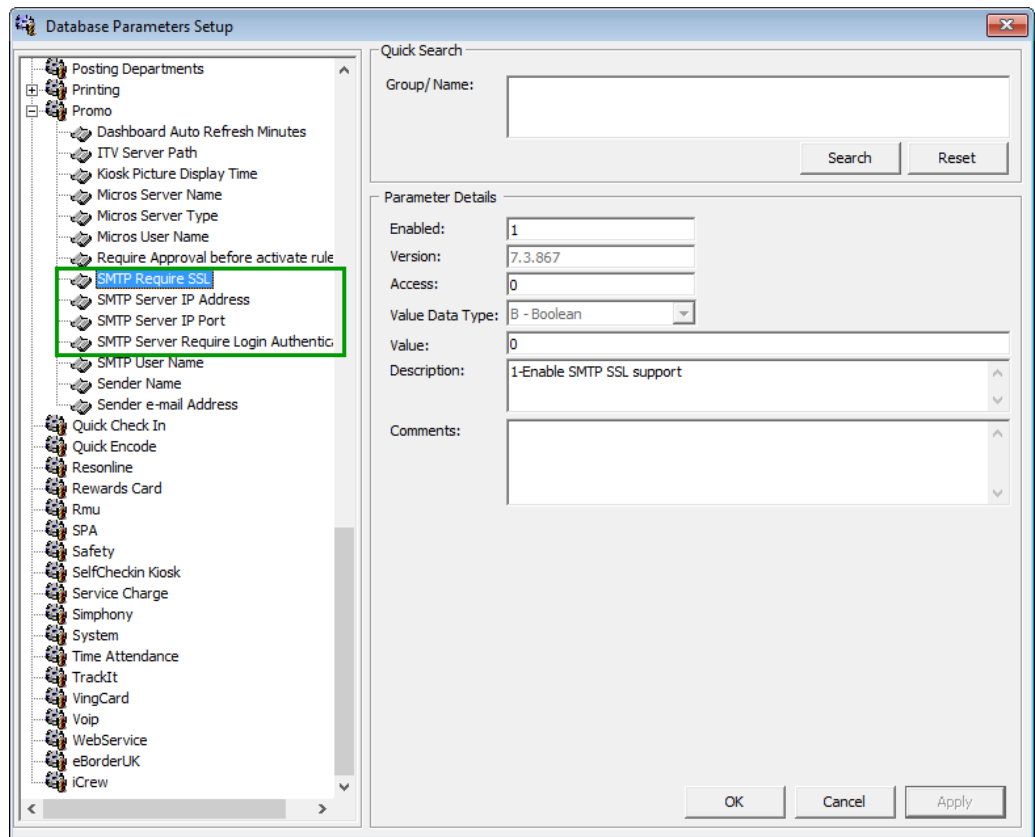 Database Parameters Setup
Posting Departments
Printing
Promo
Dashboard Auto Refresh Minutes
ITV Server Path
Kiosk Picture Display Time
Micros Server Name
Micros Server Type
Micros User Name
Require Approval before activate rule
SMTP Require SSL
SMTP Server IP Address
SMTP Server IP Port
SMTP Server Require Login Authentica
SMTP User Name
Sender Name
Sender e-mail Address
Quick Check In
Quick Encode
Resonline
Rewards Card
Rmu
SPA
Safety
SelfCheckin Kiosk
Service Charge
Simphony
System
Time Attendance
TrackIt
VingCard
Voip
WebService
eBorderUK
iCrew
Quick Search
Group/Name:
Search Reset
Parameter Details
Enabled: 1
Version: 7.3.867
Access: 0
Value Data Type: B - Boolean
Value: 0
Description: 1-Enable SMTP SSL support
Comments:
OK Cancel Apply